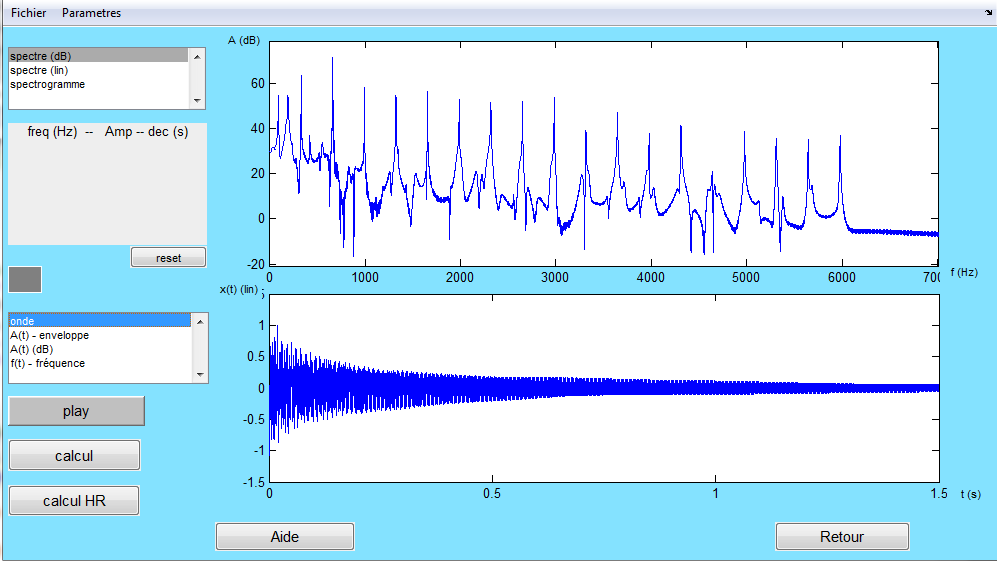 Fichier Parametres
spectre (dB)
spectre (lin)
spectrogramme
freq (Hz) -- Amp -- dec (s)
reset
onde
A(t) - enveloppe
A(t) (dB)
f(t) - fréquence
play
calcul
calcul HR
A (dB)
60
40
20
0
-20
0 1000 2000 3000 4000 5000 6000 700
f (Hz)
x(t) (lin)
1
0.5
0
-0.5
-1
-1.5
0 0.5 1 1.5
t (s)
Aide Retour